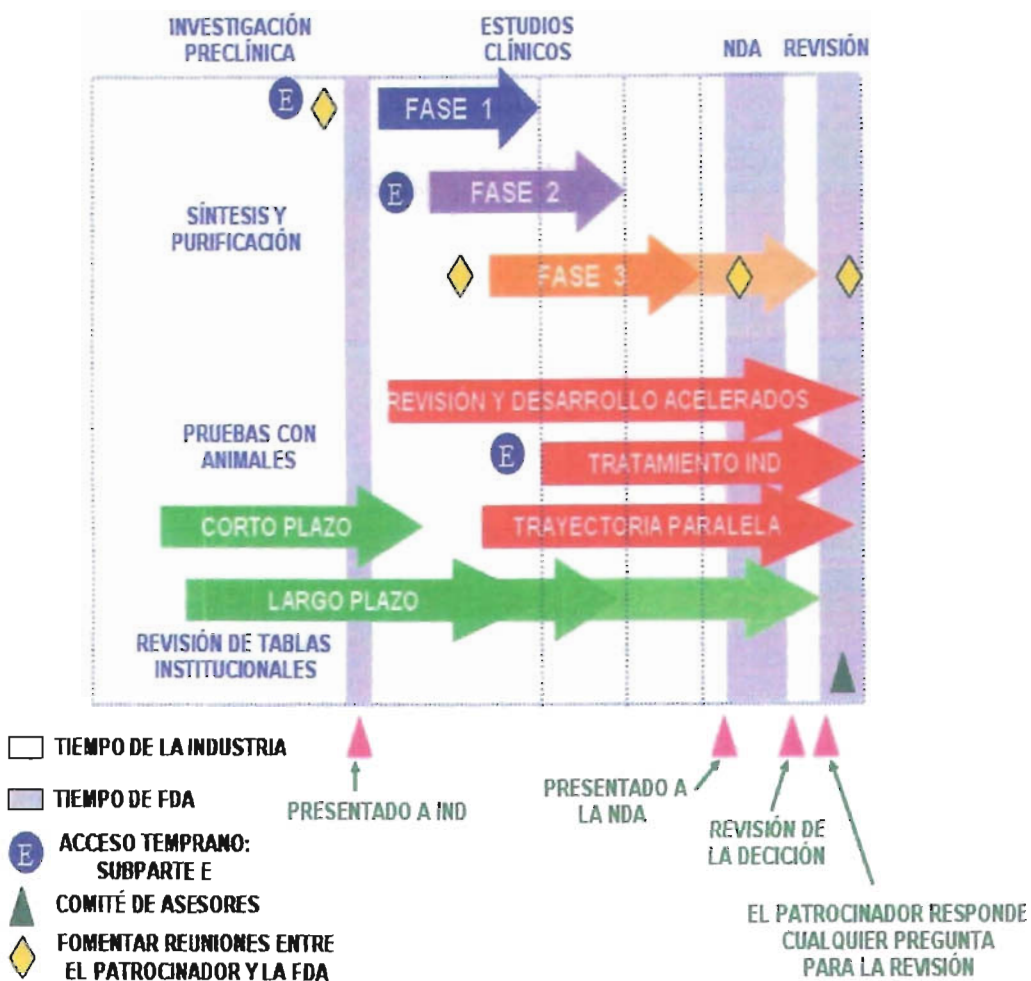 INVESTIGACIÓN
PRECLÍNICA
ESTUDIOS
CLÍNICOS
NDA
REVISIÓN
E
FASE 1
E
FASE 2
SÍNTESIS Y
PURIFICACIÓN
FASE 3
REVISIÓN Y DESARROLLO ACELERADOS
PRUEBAS CON
ANIMALES
E
TRATAMIENTO IND
CORTO PLAZO
TRAYECTORIA PARALELA
LARGO PLAZO
REVISIÓN DE TABLAS
INSTITUCIONALES
TIEMPO DE LA INDUSTRIA
TIEMPO DE FDA
E
ACCESO TEMPRANO:
SUBPARTE E
COMITÉ DE ASESORES
FOMENTAR REUNIONES ENTRE
EL PATROCINADOR Y LA FDA
PRESENTADO A IND
PRESENTADO A
LA NDA
REVISIÓN DE
LA DECICIÓN
EL PATROCINADOR RESPONDE
CUALQUIER PREGUNTA
PARA LA REVISIÓN